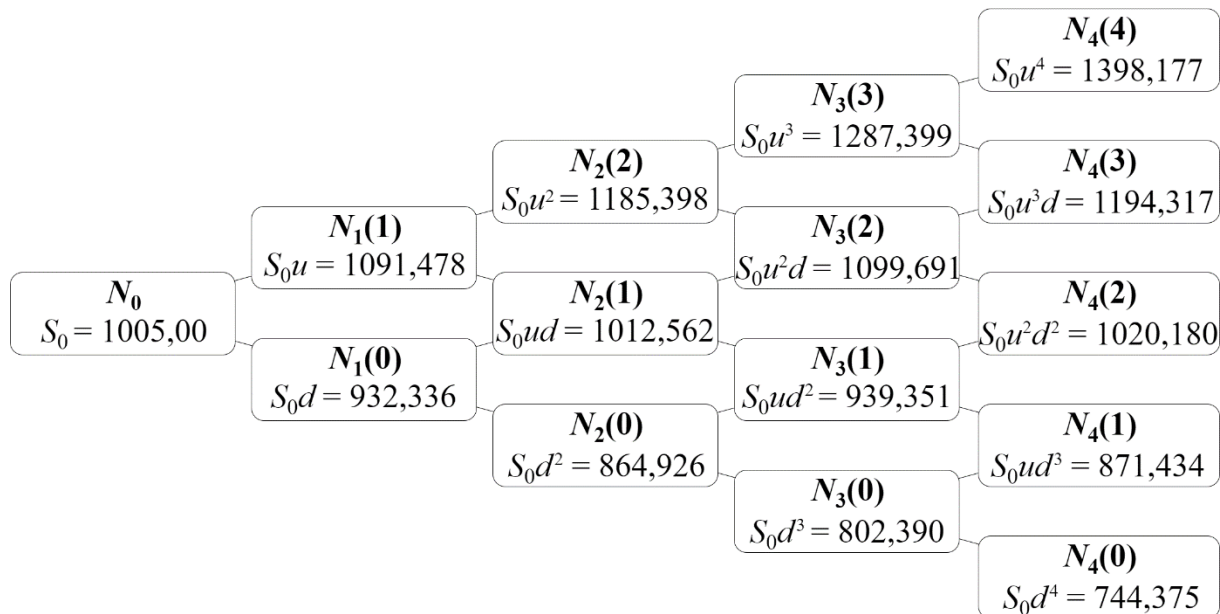 N₀
S₀ = 1005,00
N₁(1)
S₀u = 1091,478
N₁(0)
S₀d = 932,336
N₂(2)
S₀u² = 1185,398
N₂(1)
S₀ud = 1012,562
N₂(0)
S₀d² = 864,926
N₃(3)
S₀u³ = 1287,399
N₃(2)
S₀u²d = 1099,691
N₃(1)
S₀ud² = 939,351
N₃(0)
S₀d³ = 802,390
N₄(4)
S₀u⁴ = 1398,177
N₄(3)
S₀u³d = 1194,317
N₄(2)
S₀u²d² = 1020,180
N₄(1)
S₀ud³ = 871,434
N₄(0)
S₀d⁴ = 744,375